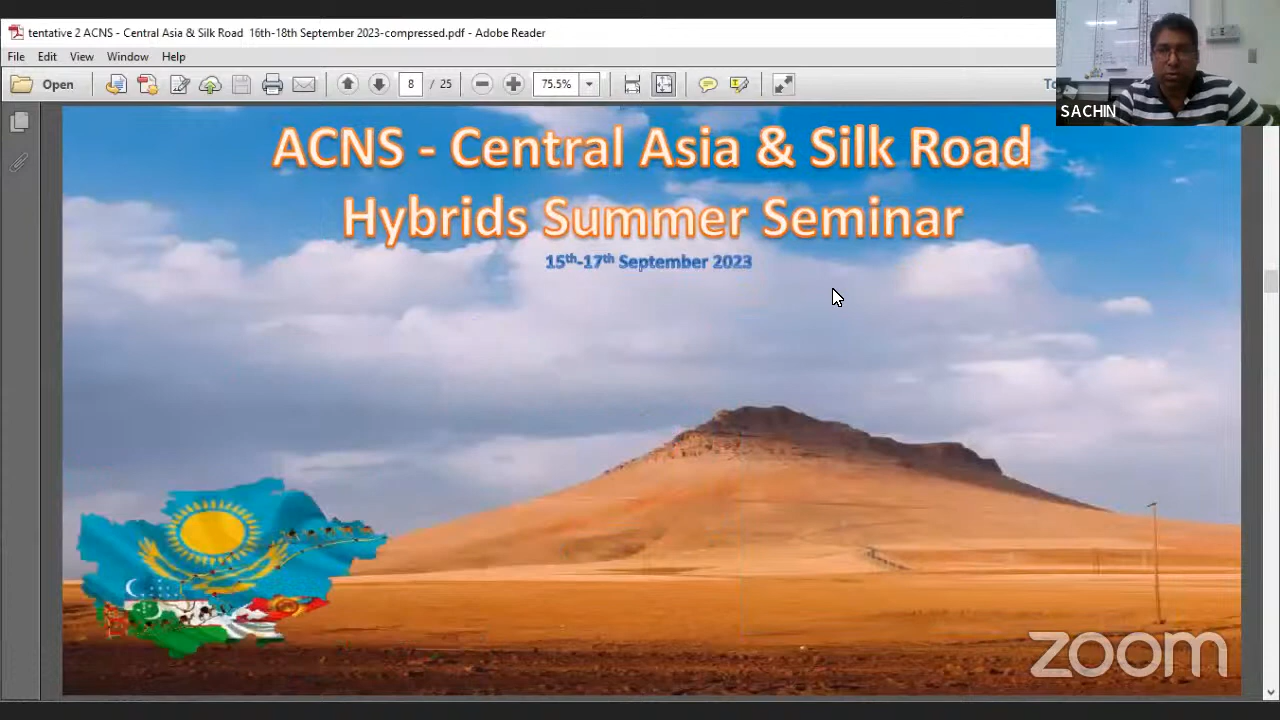 tentative 2 ACNS - Central Asia & Silk Road 16th-18th September 2023-compressed.pdf - Adobe Reader
File Edit View Window Help
Open 8 / 25 75.5% To
SACHIN
ACNS - Central Asia & Silk Road
Hybrids Summer Seminar
15th-17th September 2023
zoom